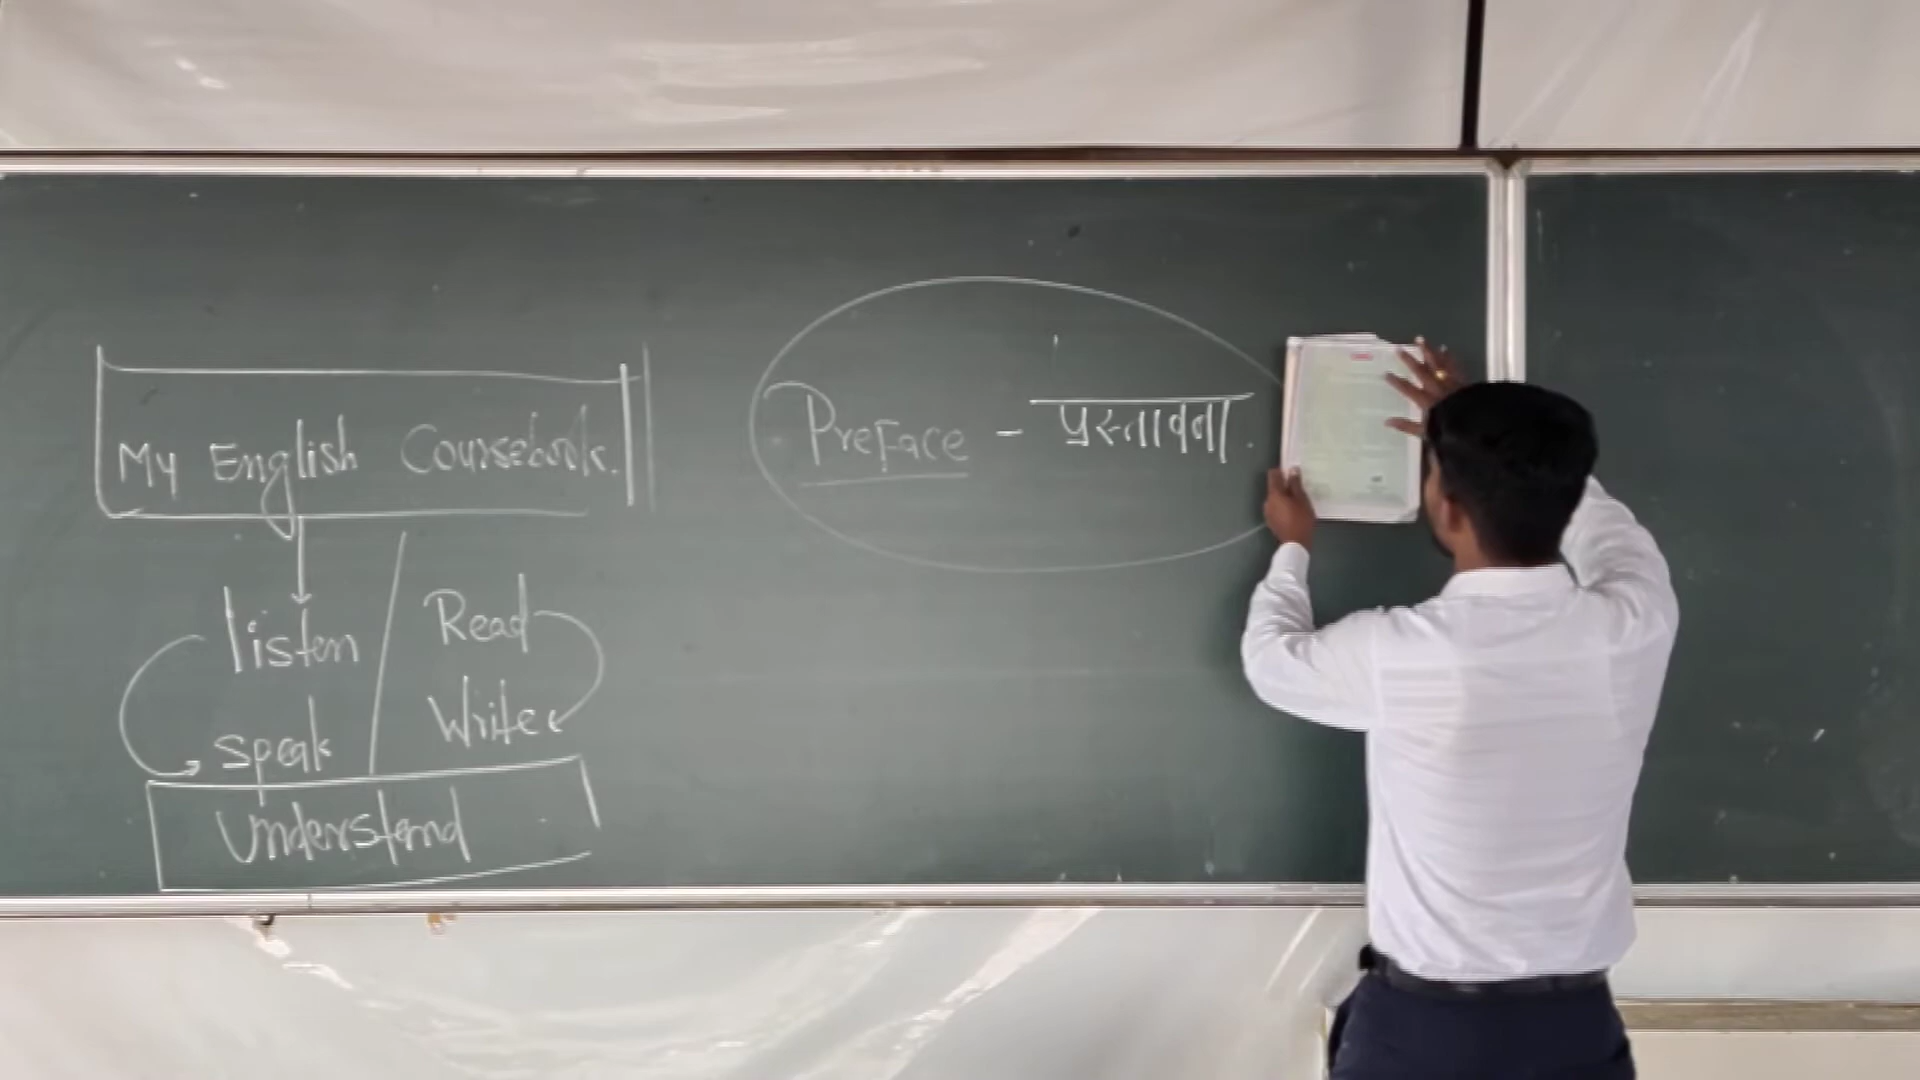 My English Coursebook.
listen
speak
Read
Write
Understand
Preface - प्रस्तावना.